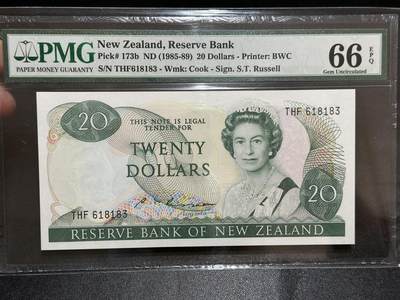 PMG
PAPER MONEY GUARANTY
New Zealand, Reserve Bank
Pick# 173b ND (1985-89) 20 Dollars - Printer: BWC
S/N THF618183 - Wmk: Cook - Sign. S.T. Russell
66 EPQ
Gem Uncirculated
20
THIS NOTE IS LEGAL
TENDER FOR
THF 618183
TWENTY
DOLLARS
THF 618183
20
RESERVE BANK OF NEW ZEALAND